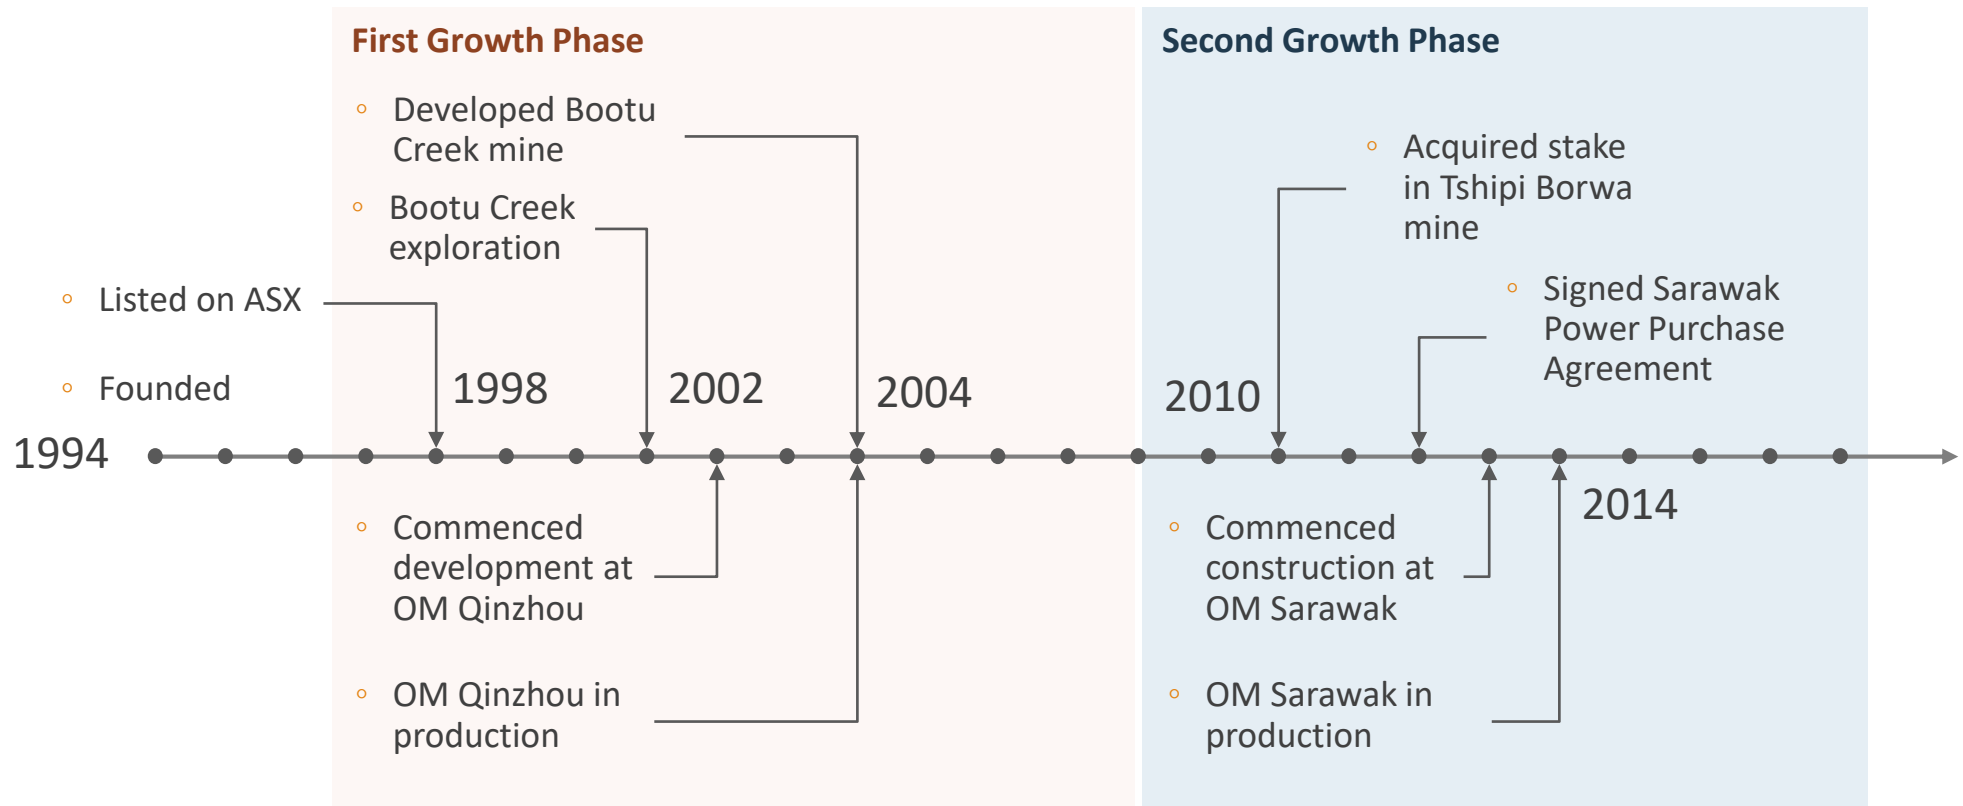 First Growth Phase
Developed Bootu
Creek mine
Bootu Creek
exploration
Listed on ASX
Founded
1994
1998
2002
2004
Commenced
development at
OM Qinzhou
OM Qinzhou in
production
Second Growth Phase
Acquired stake
in Tshipi Borwa
mine
Signed Sarawak
Power Purchase
Agreement
2010
2014
Commenced
construction at
OM Sarawak
OM Sarawak in
production